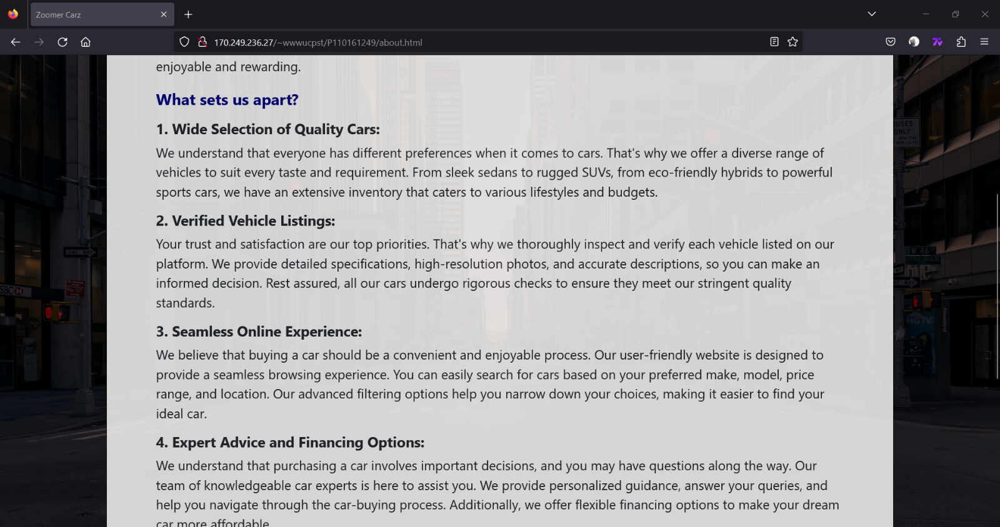 Zoomer Carz
170.249.236.27/~wwwucpst/P110161249/about.html
enjoyable and rewarding.
What sets us apart?
1. Wide Selection of Quality Cars:
We understand that everyone has different preferences when it comes to cars. That's why we offer a diverse range of
vehicles to suit every taste and requirement. From sleek sedans to rugged SUVs, from eco-friendly hybrids to powerful
sports cars, we have an extensive inventory that caters to various lifestyles and budgets.
2. Verified Vehicle Listings:
Your trust and satisfaction are our top priorities. That's why we thoroughly inspect and verify each vehicle listed on our
platform. We provide detailed specifications, high-resolution photos, and accurate descriptions, so you can make an
informed decision. Rest assured, all our cars undergo rigorous checks to ensure they meet our stringent quality
standards.
3. Seamless Online Experience:
We believe that buying a car should be a convenient and enjoyable process. Our user-friendly website is designed to
provide a seamless browsing experience. You can easily search for cars based on your preferred make, model, price
range, and location. Our advanced filtering options help you narrow down your choices, making it easier to find your
ideal car.
4. Expert Advice and Financing Options:
We understand that purchasing a car involves important decisions, and you may have questions along the way. Our
team of knowledgeable car experts is here to assist you. We provide personalized guidance, answer your queries, and
help you navigate through the car-buying process. Additionally, we offer flexible financing options to make your dream
car more affordable
ONE WAY
SBC
BUSES
ONLY
W 46
LITTLE BRAZIL
ONE WAY
HGTV